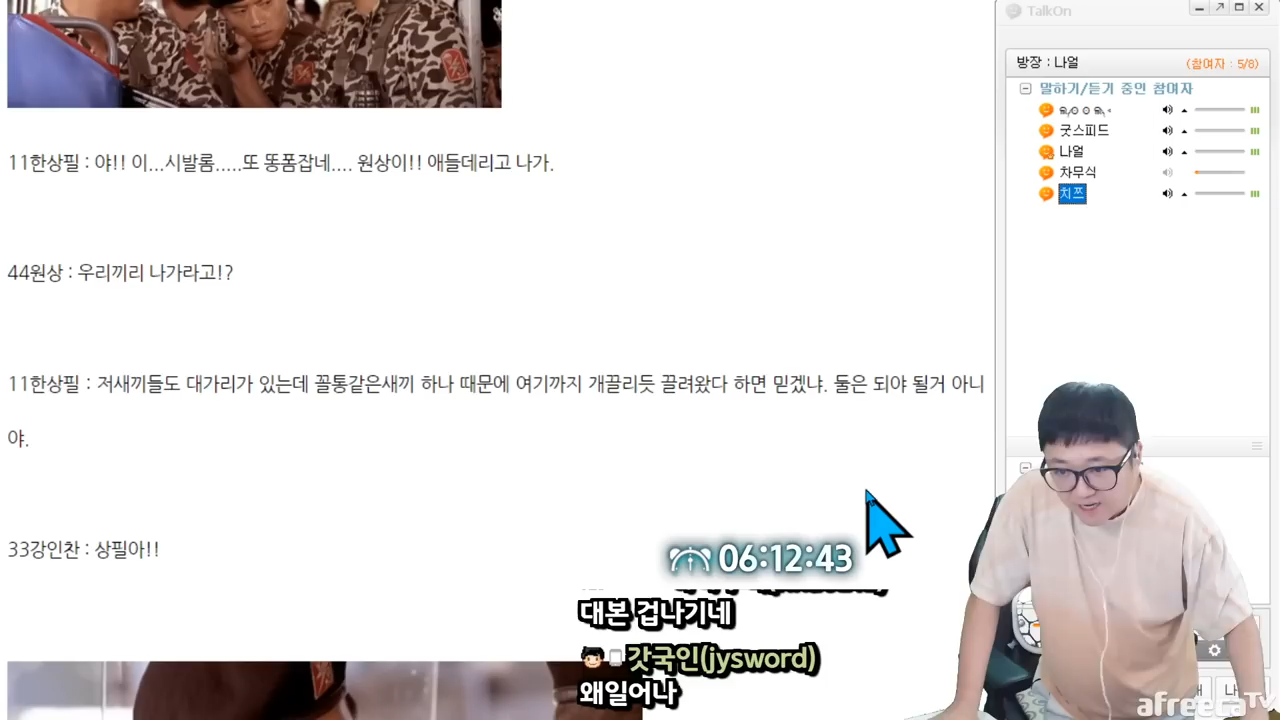 TalkOn
방장 : 나얼
(참여자 : 5/8)
말하기/듣기 중인 참여자
굿스피드
나얼
차무식
치쯔
11한상필 : 야!! 이...시발롬.....또 똥폼잡네.... 원상이!! 애들데리고 나가.
44원상 : 우리끼리 나가라고!?
11한상필 : 저새끼들도 대가리가 있는데 꼴통같은새끼 하나 때문에 여기까지 개끌리듯 끌려왔다 하면 믿겠냐. 둘은 되야 될거 아니
야.
33강인찬 : 상필아!!
06:12:43
대본 겁나기네
갓국인(jysword)
왜일어나
afreecaTV